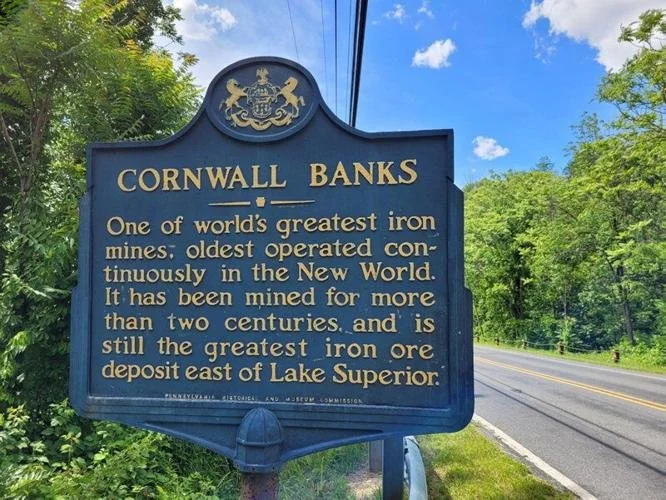 CORNWALL BANKS
One of world's greatest iron
mines, oldest operated con-
tinuously in the New World.
It has been mined for more
than two centuries, and is
still the greatest iron ore
deposit east of Lake Superior.
PENNSYLVANIA HISTORICAL AND MUSEUM COMMISSION